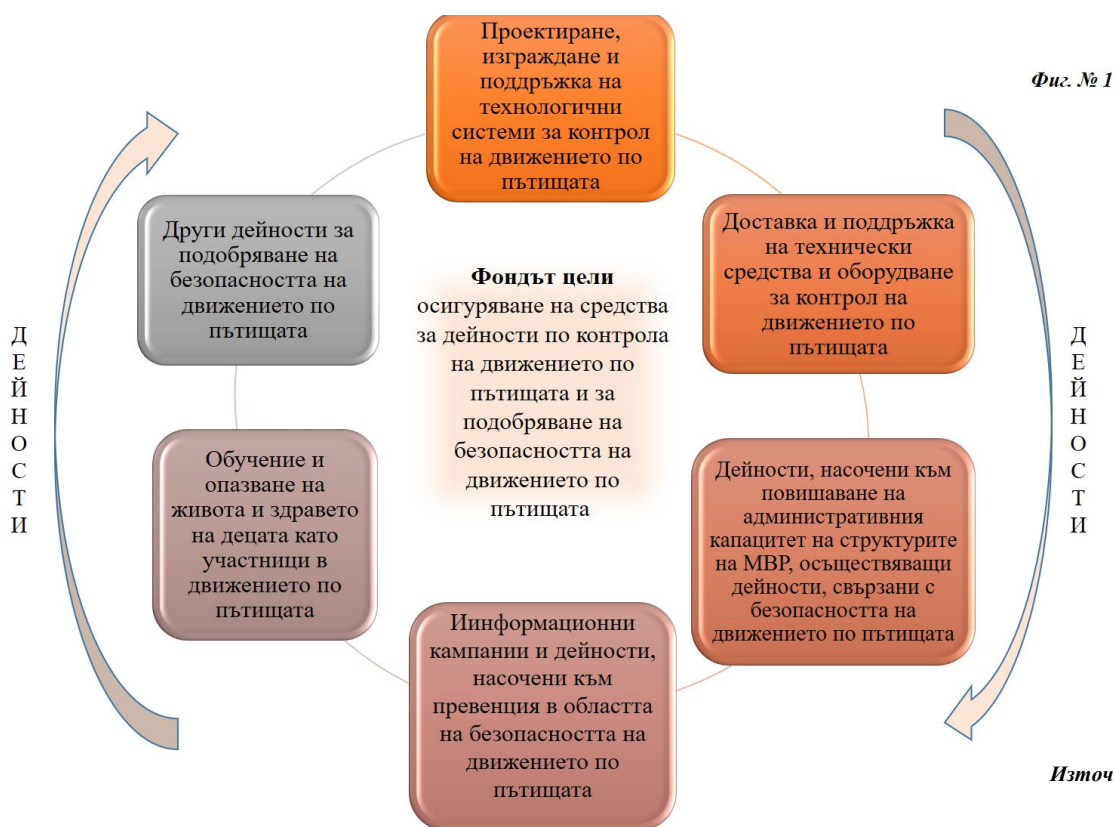 Проектиране,
изграждане и
поддръжка на
технологични
системи за контрол
на движението по
пътищата
Фиг. № 1
Доставка и поддръжка
на технически
средства и оборудване
за контрол на
движението по
пътищата
Дейности, насочени към
повишаване на
административния
капацитет на структурите
на МВР, осъществяващи
дейности, свързани с
безопасността на
движението по пътищата
Иинформационни
кампании и дейности,
насочени към
превенция в областта
на безопасността на
движението по
пътищата
Обучение и
опазване на
живота и здравето
на децата като
участници в
движението по
пътищата
Други дейности за
подобряване на
безопасността на
движението по
пътищата
Фондът цели
осигуряване на средства
за дейности по контрола
на движението по
пътищата и за
подобряване на
безопасността на
движението по
пътищата
Д
Е
Й
Н
О
С
Т
И
Д
Е
Й
Н
О
С
Т
И
Източ